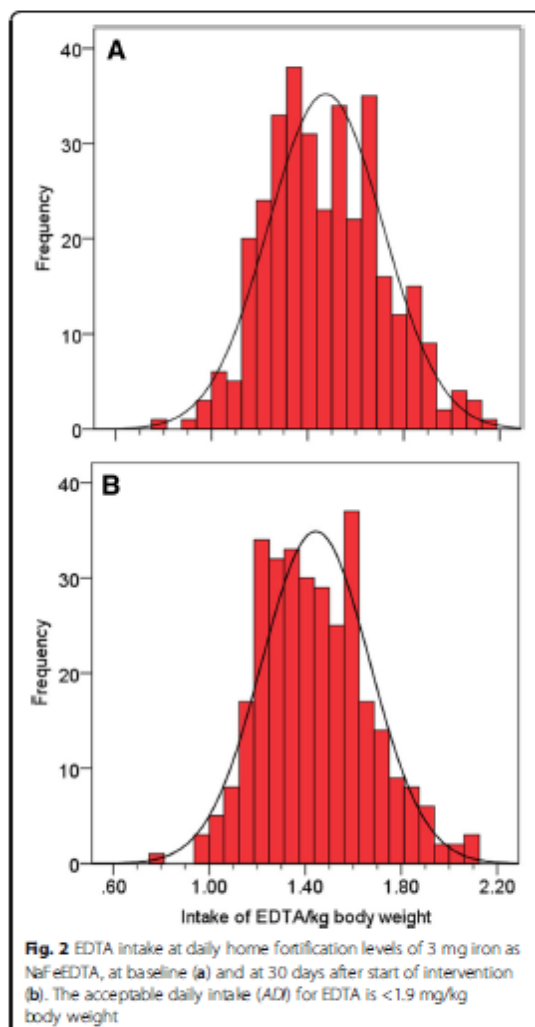 A
40
30
20
10
0
Frequency
B
40
30
20
10
0
Frequency
.60 1.00 1.40 1.80 2.20
Intake of EDTA/kg body weight
Fig. 2 EDTA intake at daily home fortification levels of 3 mg iron as
NaFeEDTA, at baseline (a) and at 30 days after start of intervention
(b). The acceptable daily intake (ADI) for EDTA is <1.9 mg/kg
body weight